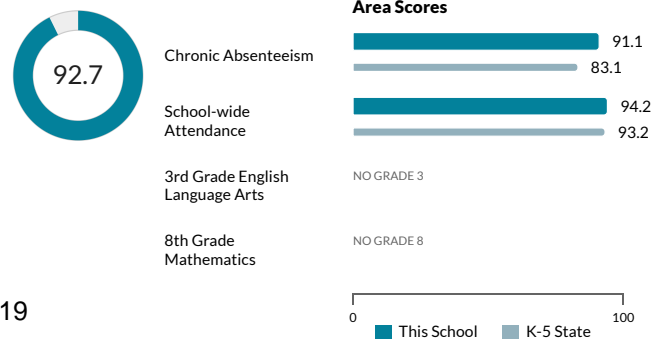 Area Scores
92.7
Chronic Absenteeism
91.1
83.1
School-wide
Attendance
94.2
93.2
3rd Grade English
Language Arts
NO GRADE 3
8th Grade
Mathematics
NO GRADE 8
19
0
100
This School
K-5 State